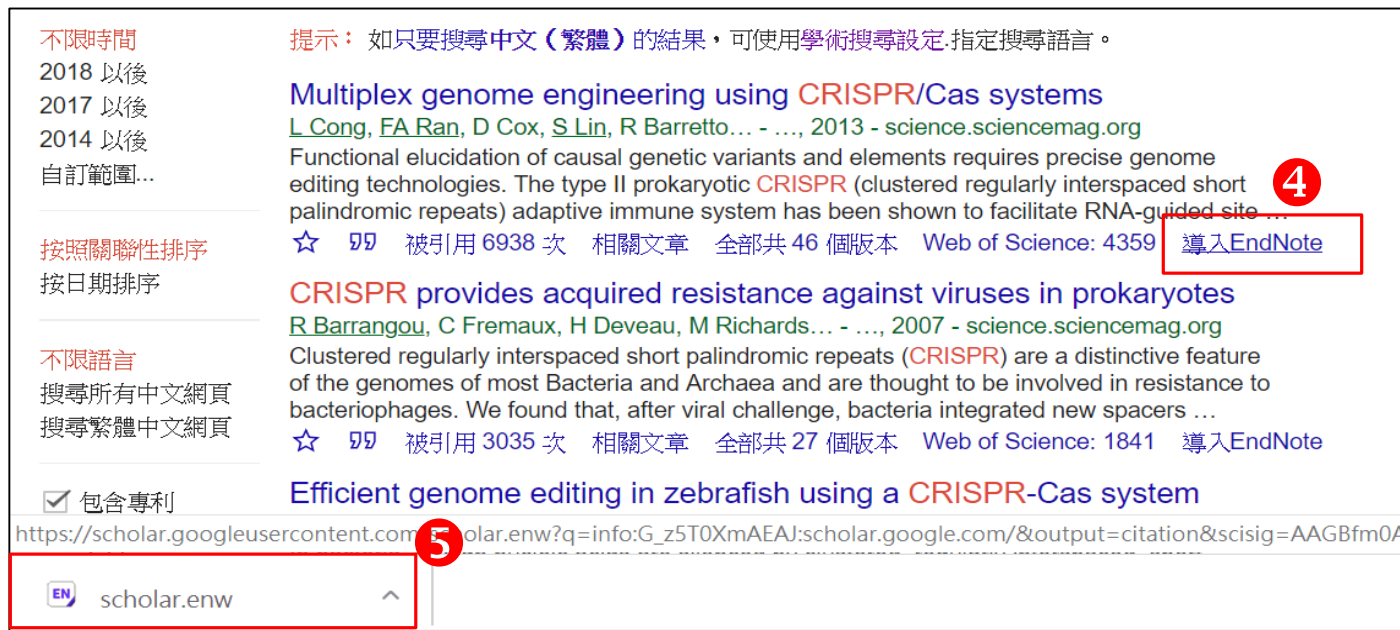 不限時間
2018 以後
2017 以後
2014 以後
自訂範圍...
按照關聯性排序
按日期排序
不限語言
搜尋所有中文網頁
搜尋繁體中文網頁
包含專利
提示： 如只要搜尋中文（繁體）的結果，可使用學術搜尋設定.指定搜尋語言。
Multiplex genome engineering using CRISPR/Cas systems
L Cong, FA Ran, D Cox, S Lin, R Barretto… - …, 2013 - science.sciencemag.org
Functional elucidation of causal genetic variants and elements requires precise genome
editing technologies. The type II prokaryotic CRISPR (clustered regularly interspaced short
palindromic repeats) adaptive immune system has been shown to facilitate RNA-guided site …
4
被引用 6938 次 相關文章 全部共 46 個版本 Web of Science: 4359 導入EndNote
CRISPR provides acquired resistance against viruses in prokaryotes
R Barrangou, C Fremaux, H Deveau, M Richards… - …, 2007 - science.sciencemag.org
Clustered regularly interspaced short palindromic repeats (CRISPR) are a distinctive feature
of the genomes of most Bacteria and Archaea and are thought to be involved in resistance to
bacteriophages. We found that, after viral challenge, bacteria integrated new spacers …
被引用 3035 次 相關文章 全部共 27 個版本 Web of Science: 1841 導入EndNote
Efficient genome editing in zebrafish using a CRISPR-Cas system
https://scholar.googleusercontent.com olar.enw?q=info:G_z5T0XmAEAJ:scholar.google.com/&output=citation&scisig=AAGBfm0A
5
EN scholar.enw